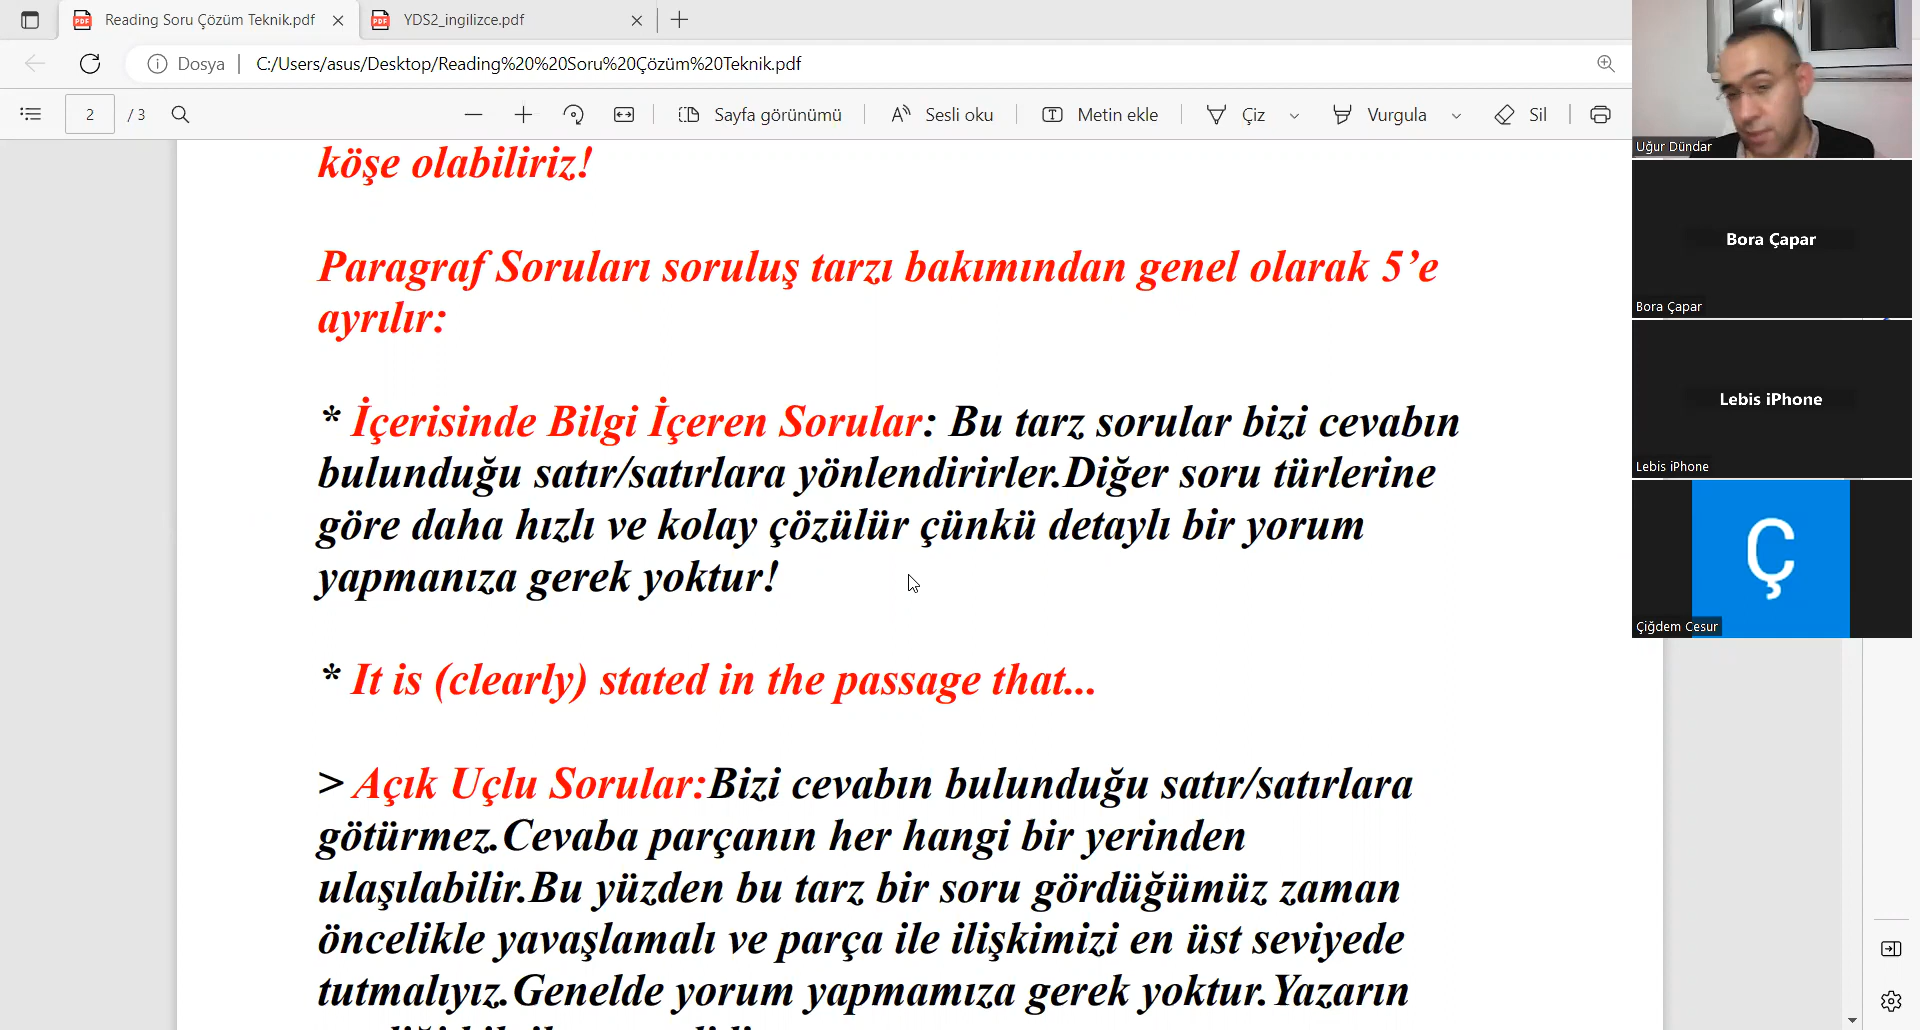 Reading Soru Çözüm Teknik.pdf
YDS2_ingilizce.pdf
Dosya
C:/Users/asus/Desktop/Reading%20%20Soru%20Çözüm%20Teknik.pdf
2 / 3
Sayfa görünümü
Sesli oku
Metin ekle
Çiz
Vurgula
Sil
köşe olabiliriz!
Paragraf Soruları soruluş tarzı bakımından genel olarak 5’e
ayrılır:
* İçerisinde Bilgi İçeren Sorular: Bu tarz sorular bizi cevabın
bulunduğu satır/satırlara yönlendirirler.Diğer soru türlerine
göre daha hızlı ve kolay çözülür çünkü detaylı bir yorum
yapmanıza gerek yoktur!
* It is (clearly) stated in the passage that...
> Açık Uçlu Sorular:Bizi cevabın bulunduğu satır/satırlara
götürmez.Cevaba parçanın her hangi bir yerinden
ulaşılabilir.Bu yüzden bu tarz bir soru gördüğümüz zaman
öncelikle yavaşlamalı ve parça ile ilişkimizi en üst seviyede
tutmalıyız.Genelde yorum yapmamıza gerek yoktur.Yazarın
Uğur Dündar
Bora Çapar
Bora Çapar
Lebis iPhone
Lebis iPhone
Ç
Çiğdem Cesur